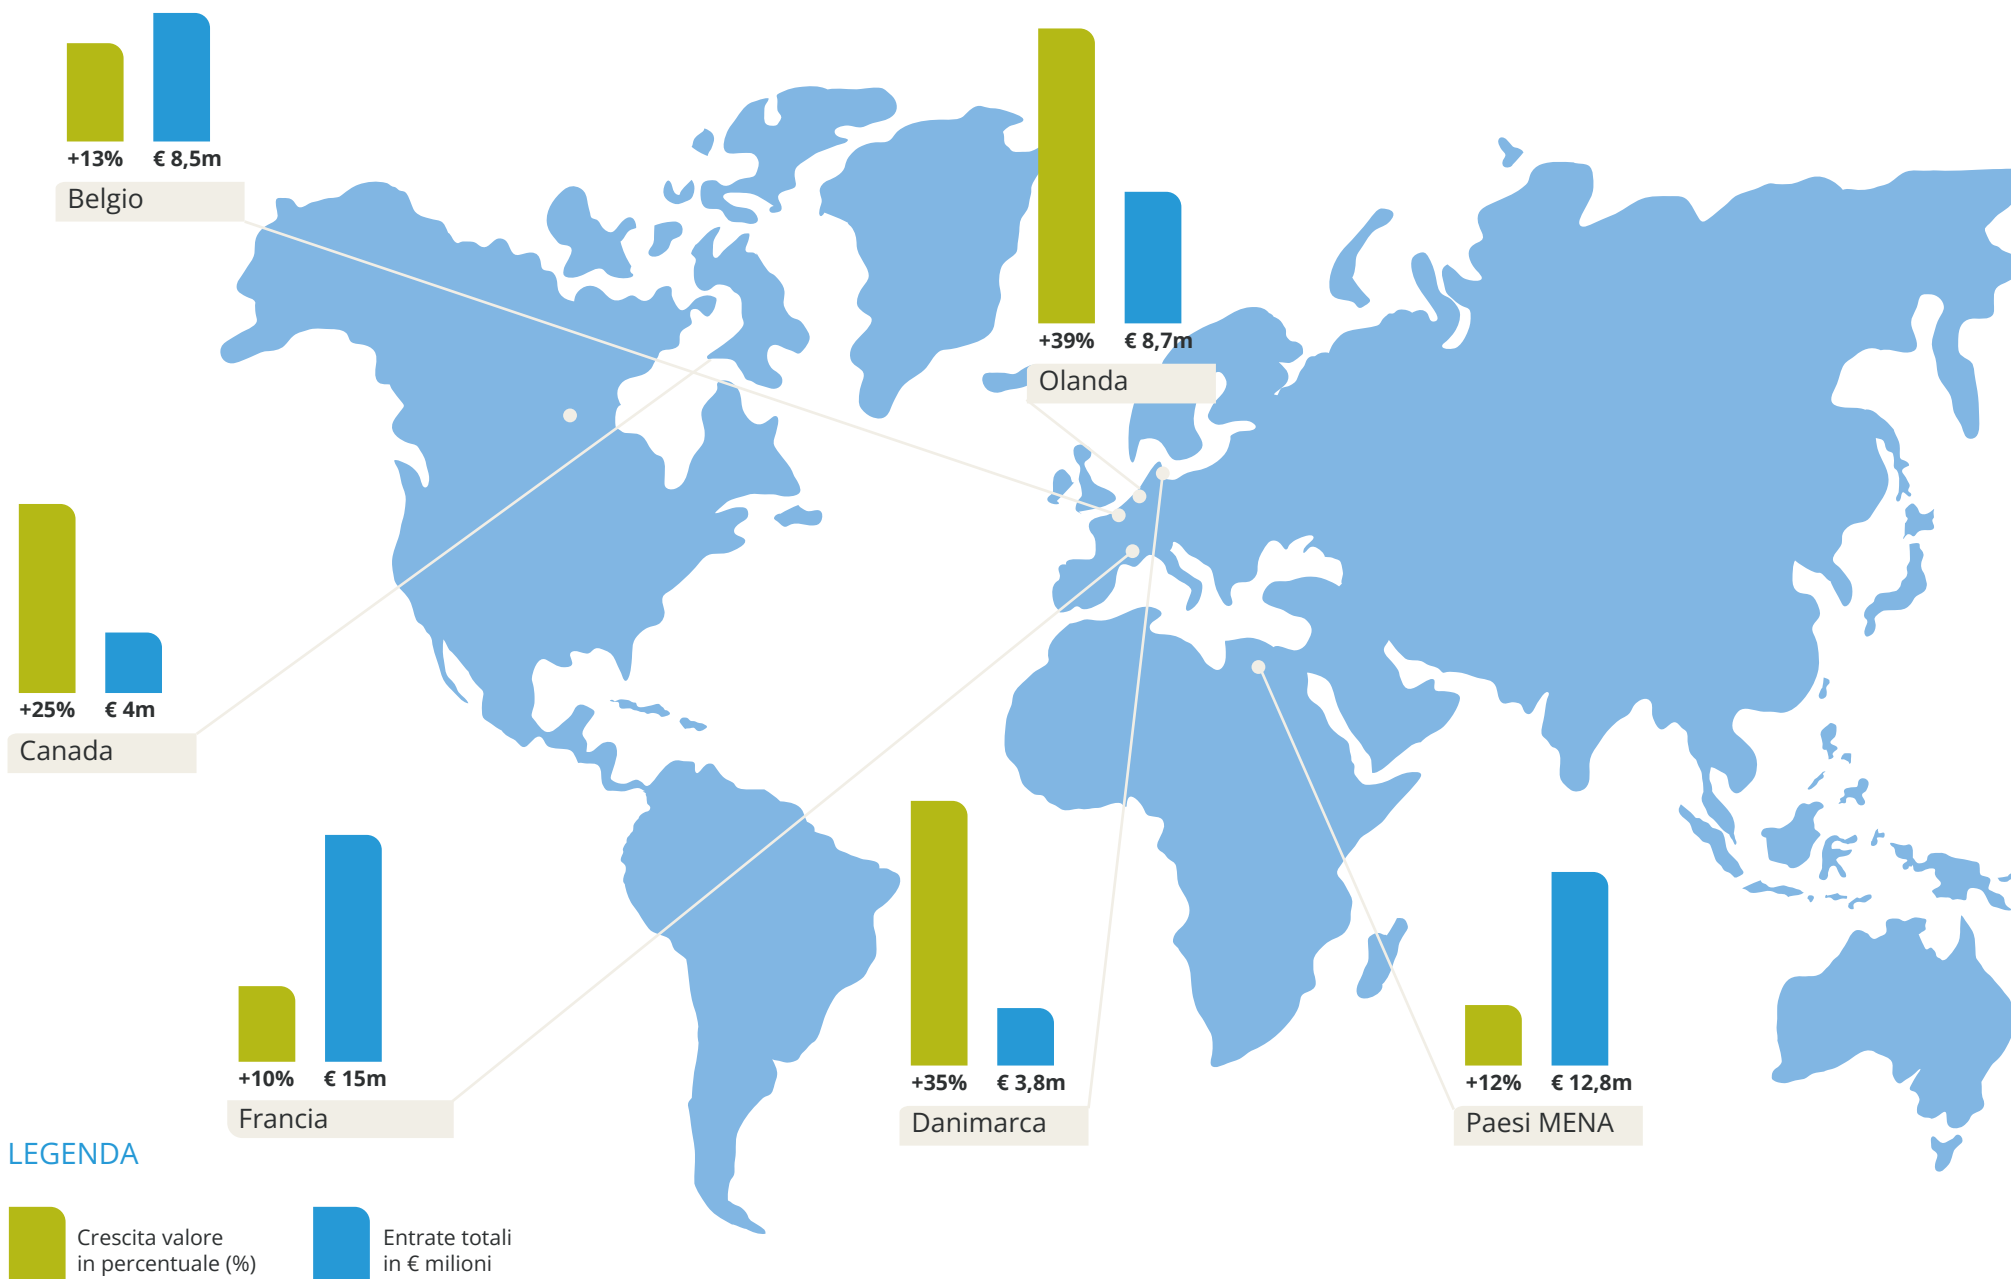 +13% € 8,5m
Belgio
+39% € 8,7m
Olanda
+25% € 4m
Canada
+10% € 15m
Francia
+35% € 3,8m
Danimarca
+12% € 12,8m
Paesi MENA
LEGENDA
Crescita valore
in percentuale (%)
Entrate totali
in € milioni